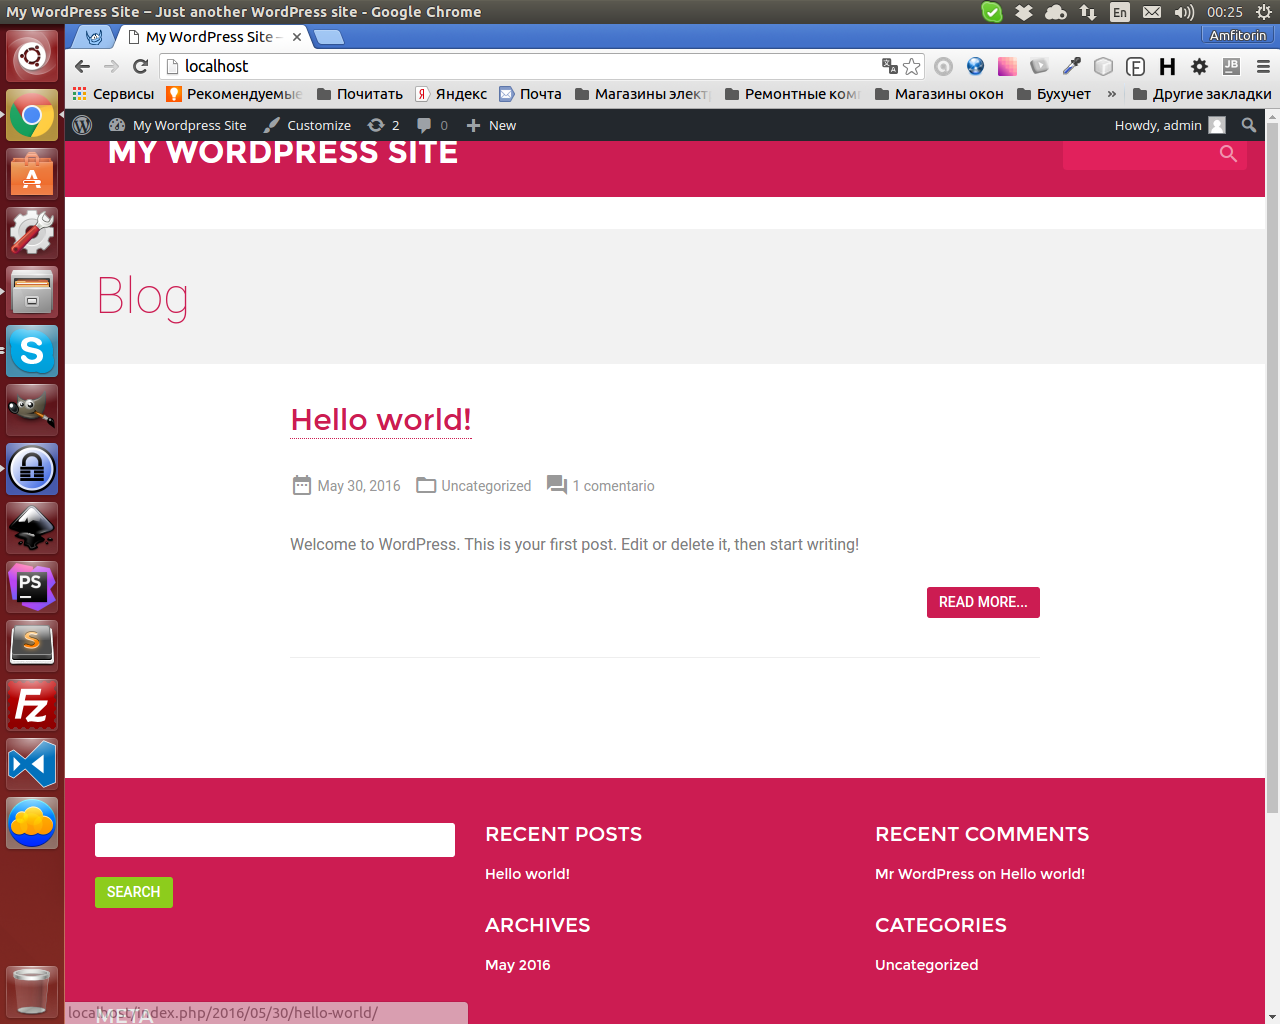 My WordPress Site – Just another WordPress site - Google Chrome
En
00:25
My WordPress Site –
Amfitorin
localhost
Сервисы
Рекомендуемые
Почитать
Яндекс
Почта
Магазины элект
Ремонтные ком
Магазины окон
Бухучет
»
Другие закладки
My Wordpress Site
Customize
2
0
New
Howdy, admin
MY WORDPRESS SITE
Blog
Hello world!
May 30, 2016
Uncategorized
1 comentario
Welcome to WordPress. This is your first post. Edit or delete it, then start writing!
READ MORE...
SEARCH
RECENT POSTS
Hello world!
ARCHIVES
May 2016
RECENT COMMENTS
Mr WordPress on Hello world!
CATEGORIES
Uncategorized
META
localhost/index.php/2016/05/30/hello-world/
A
S
PS
S
Fz
Я
F
H
JB